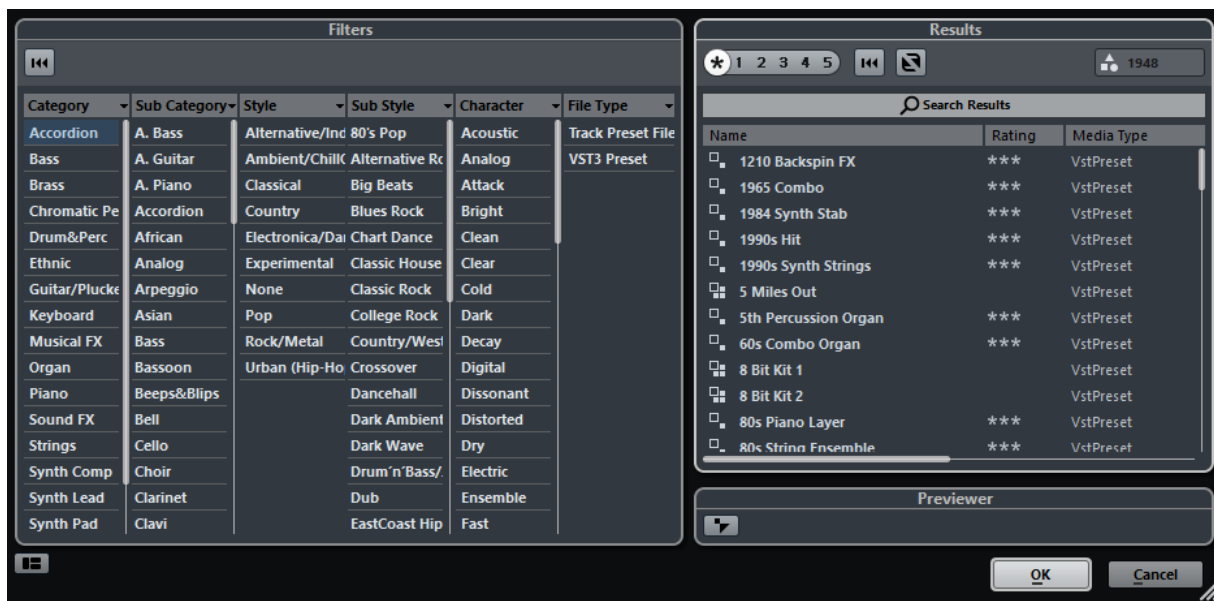 Filters
Category Sub Category Style Sub Style Character File Type
Accordion A. Bass Alternative/Ind 80's Pop Acoustic Track Preset File
Bass A. Guitar Ambient/Chill Alternative Ro Analog VST3 Preset
Brass A. Piano Classical Big Beats Attack
Chromatic Pe Accordion Country Blues Rock Bright
Drum&Perc African Electronica/Da Chart Dance Clean
Ethnic Analog Experimental Classic House Clear
Guitar/Plucke Arpeggio None Classic Rock Cold
Keyboard Asian Pop College Rock Dark
Musical FX Bass Rock/Metal Country/West Decay
Organ Bassoon Urban (Hip-Ho Crossover Digital
Piano Beeps&Blips Dancehall Dissonant
Sound FX Bell Dark Ambient Distorted
Strings Cello Dark Wave Dry
Synth Comp Choir Drum´n´Bass/ Electric
Synth Lead Clarinet Dub Ensemble
Synth Pad Clavi EastCoast Hip Fast
Results
* 1 2 3 4 5 1948
Search Results
Name Rating Media Type
1210 Backspin FX *** VstPreset
1965 Combo *** VstPreset
1984 Synth Stab *** VstPreset
1990s Hit *** VstPreset
1990s Synth Strings *** VstPreset
5 Miles Out VstPreset
5th Percussion Organ *** VstPreset
60s Combo Organ *** VstPreset
8 Bit Kit 1 VstPreset
8 Bit Kit 2 VstPreset
80s Piano Layer *** VstPreset
80s String Ensemble *** VstPreset
Previewer
OK Cancel